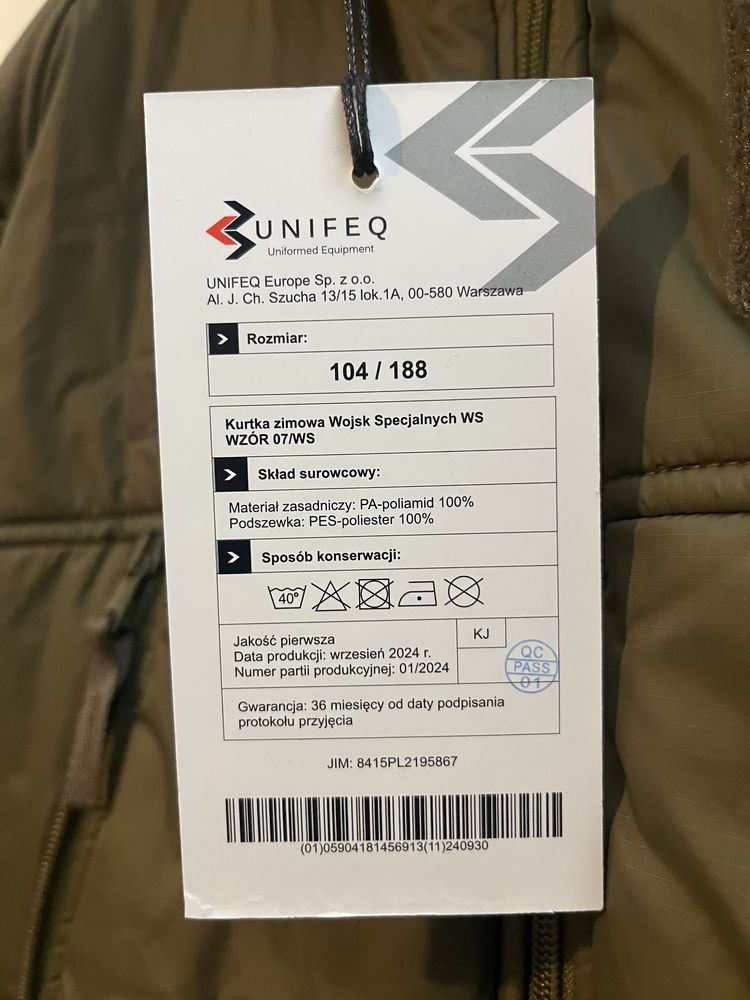 UNIFEQ
Uniformed Equipment
UNIFEQ Europe Sp. z o.o.
Al. J. Ch. Szucha 13/15 lok.1A, 00-580 Warszawa
Rozmiar:
104 / 188
Kurtka zimowa Wojsk Specjalnych WS
WZÓR 07/WS
Skład surowcowy:
Materiał zasadniczy: PA-poliamid 100%
Podszewka: PES-poliester 100%
Sposób konserwacji:
40°
Jakość pierwsza
Data produkcji: wrzesień 2024 r.
Numer partii produkcyjnej: 01/2024
KJ
QC
PASS
01
Gwarancja: 36 miesięcy od daty podpisania
protokołu przyjęcia
JIM: 8415PL2195867
(01)05904181456913(11)240930